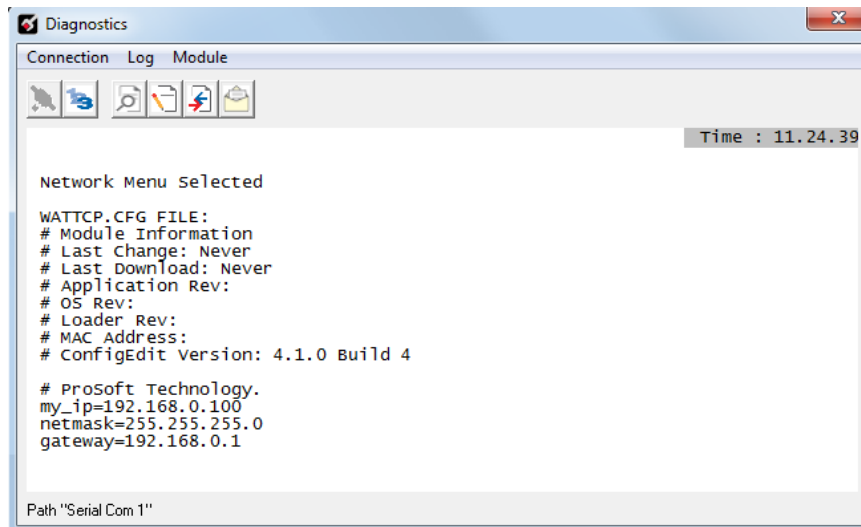 Diagnostics
Connection Log Module
Time : 11.24.39
Network Menu Selected
WATTCP.CFG FILE:
# Module Information
# Last Change: Never
# Last Download: Never
# Application Rev:
# OS Rev:
# Loader Rev:
# MAC Address:
# ConfigEdit Version: 4.1.0 Build 4
# ProSoft Technology.
my_ip=192.168.0.100
netmask=255.255.255.0
gateway=192.168.0.1
Path "Serial Com 1"